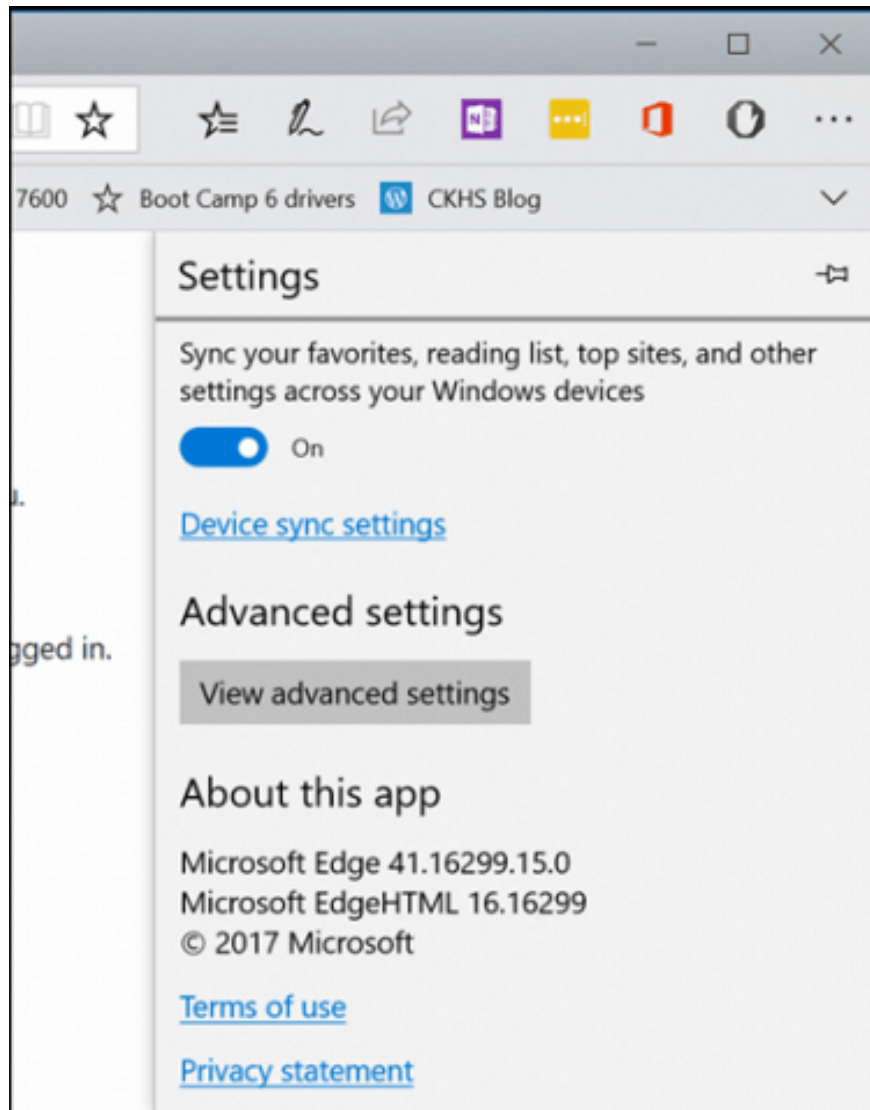 7600 Boot Camp 6 drivers CKHS Blog
Settings
Sync your favorites, reading list, top sites, and other
settings across your Windows devices
On
Device sync settings
gged in.
Advanced settings
View advanced settings
About this app
Microsoft Edge 41.16299.15.0
Microsoft EdgeHTML 16.16299
© 2017 Microsoft
Terms of use
Privacy statement